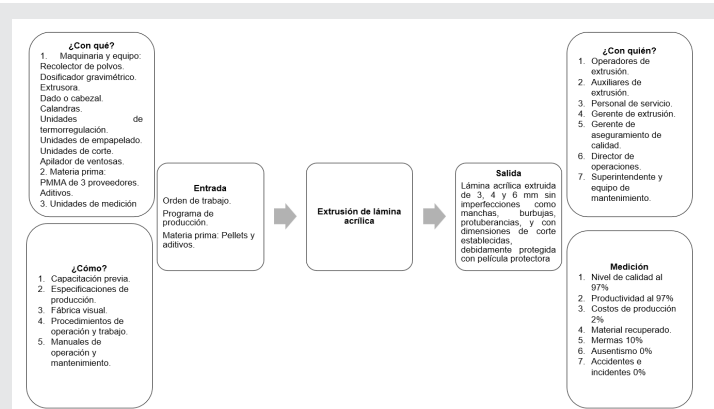 ¿Con qué?
1. Maquinaria y equipo:
Recolector de polvos.
Dosificador gravimétrico.
Extrusora.
Dado o cabezal.
Calandras.
Unidades de
termorregulación.
Unidades de empapelado.
Unidades de corte.
Apilador de ventosas.
2. Materia prima:
PMMA de 3 proveedores.
Aditivos.
3. Unidades de medición
¿Cómo?
1. Capacitación previa.
2. Especificaciones de
producción.
3. Fábrica visual.
4. Procedimientos de
operación y trabajo.
5. Manuales de
operación y
mantenimiento.
Entrada
Orden de trabajo.
Programa de
producción.
Materia prima: Pellets y
aditivos.
Extrusión de lámina
acrílica
Salida
Lámina acrílica extruida
de 3, 4 y 6 mm sin
imperfecciones como
manchas, burbujas,
protuberancias, y con
dimensiones de corte
establecidas,
debidamente protegida
con película protectora
¿Con quién?
1. Operadores de
extrusión.
2. Auxiliares de
extrusión.
3. Personal de servicio.
4. Gerente de extrusión.
5. Gerente de
aseguramiento de
calidad.
6. Director de
operaciones.
7. Superintendente y
equipo de
mantenimiento.
Medición
1. Nivel de calidad al
97%
2. Productividad al 97%
3. Costos de producción
2%
4. Material recuperado.
5. Mermas 10%
6. Ausentismo 0%
7. Accidentes e
incidentes 0%